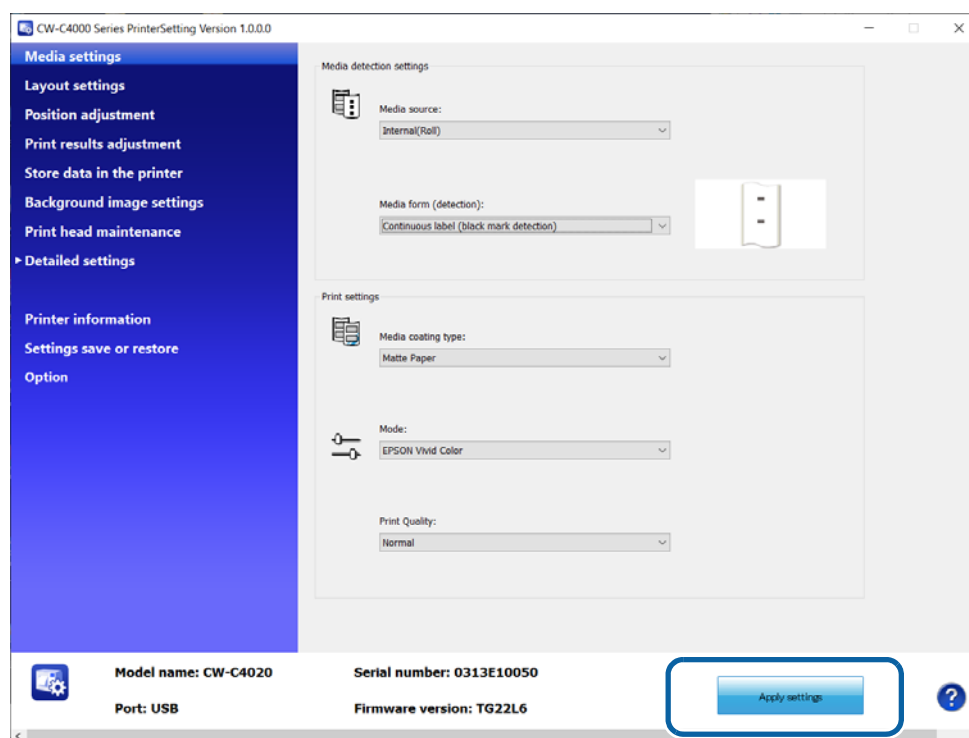 CW-C4000 Series PrinterSetting Version 1.0.0.0
Media settings
Layout settings
Position adjustment
Print results adjustment
Store data in the printer
Background image settings
Print head maintenance
Detailed settings
Printer information
Settings save or restore
Option
Media detection settings
Media source:
Internal(Roll)
Media form (detection):
Continuous label (black mark detection)
Print settings
Media coating type:
Matte Paper
Mode:
EPSON Vivid Color
Print Quality:
Normal
Model name: CW-C4020
Serial number: 0313E10050
Port: USB
Firmware version: TG22L6
Apply settings
?